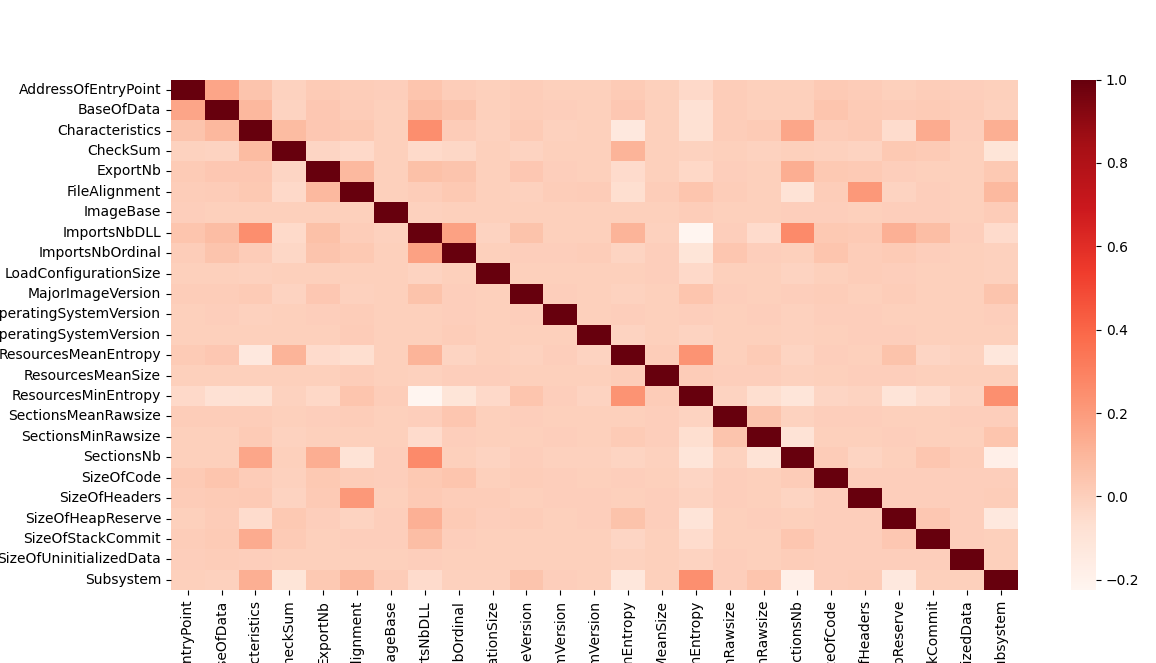 AddressOfEntryPoint
BaseOfData
Characteristics
CheckSum
ExportNb
FileAlignment
ImageBase
ImportsNbDLL
ImportsNbOrdinal
LoadConfigurationSize
MajorImageVersion
peratingSystemVersion
peratingSystemVersion
ResourcesMeanEntropy
ResourcesMeanSize
ResourcesMinEntropy
SectionsMeanRawsize
SectionsMinRawsize
SectionsNb
SizeOfCode
SizeOfHeaders
SizeOfHeapReserve
SizeOfStackCommit
SizeOfUninitializedData
Subsystem
ntryPoint
eOfData
cteristics
heckSum
ExportNb
lignment
ageBase
rtsNbDLL
bOrdinal
ationSize
eVersion
mVersion
mVersion
nEntropy
MeanSize
nEntropy
nRawsize
nRawsize
ctionsNb
eOfCode
fHeaders
pReserve
kCommit
izedData
ubsystem
1.0
0.8
0.6
0.4
0.2
0.0
−0.2